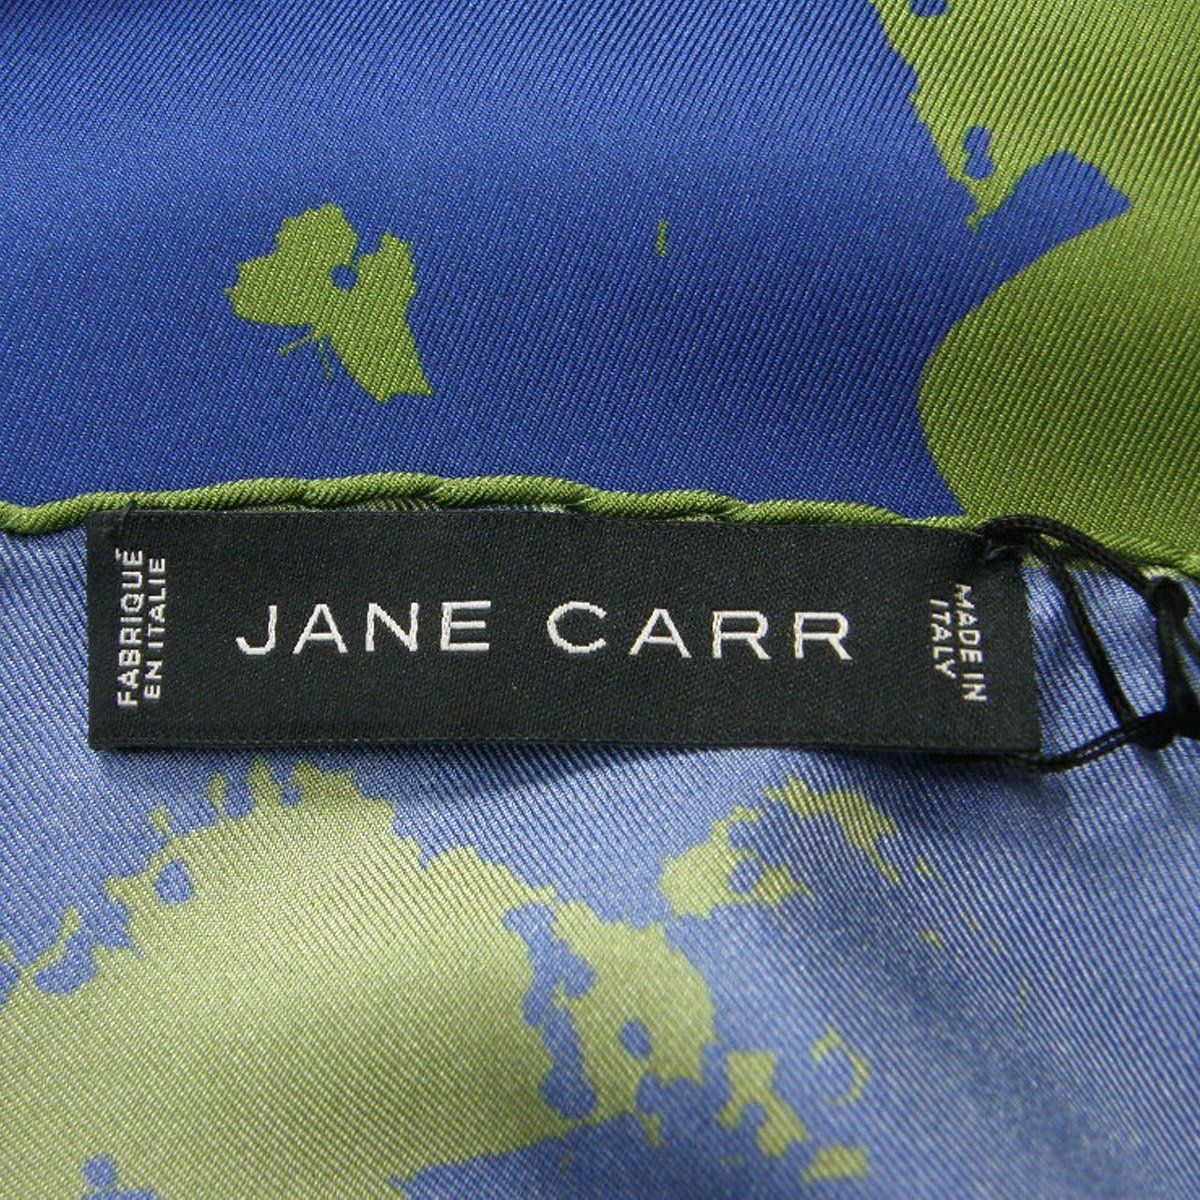 FABRIQUÉ
EN ITALIE
JANE CARR
MADE IN
ITALY